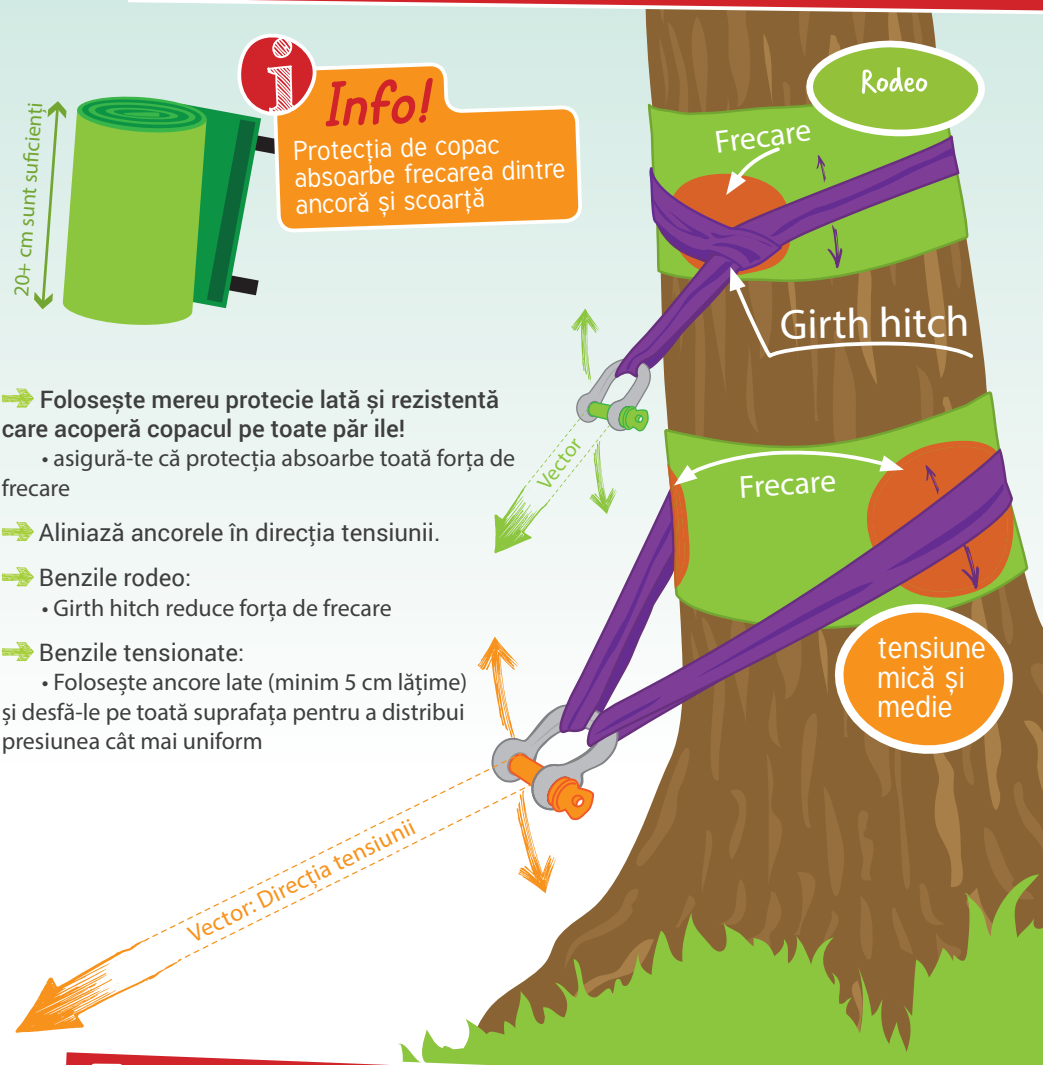 Rodeo
Info!
Protecția de copac
absoarbe frecarea dintre
ancoră și scoarță
20+ cm sunt suficienți
Frecare
Girth hitch
Folosește mereu protecie lată și rezistentă
care acoperă copacul pe toate păr ile!
• asigură-te că protecția absoarbe toată forța de
frecare
Aliniază ancorele în direcția tensiunii.
Benzile rodeo:
• Girth hitch reduce forța de frecare
Benzile tensionate:
• Folosește ancore late (minim 5 cm lățime)
și desfă-le pe toată suprafața pentru a distribui
presiunea cât mai uniform
Vector
Frecare
tensiune
mică și
medie
Vector: Direcția tensiunii